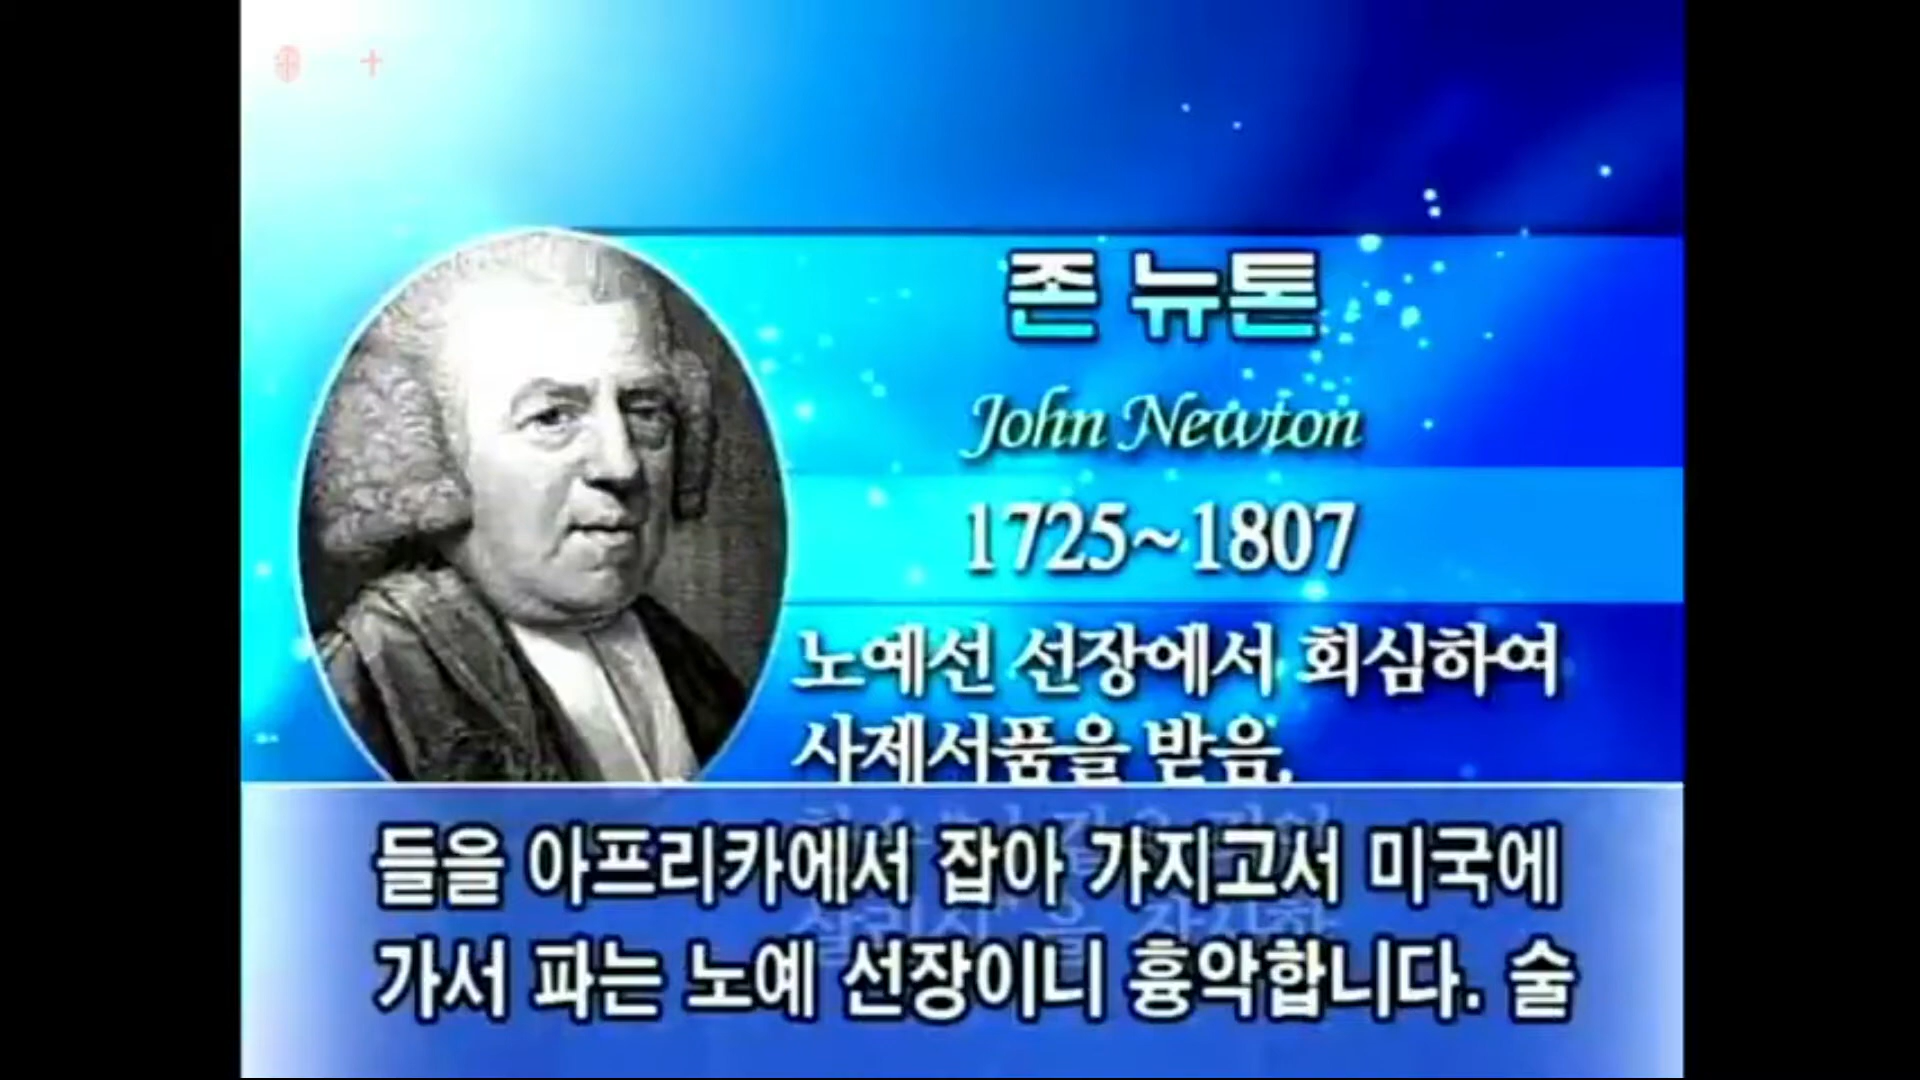 존 뉴톤
John Newton
1725~1807
노예선 선장에서 회심하여
사제서품을 받음.
들을 아프리카에서 잡아 가지고서 미국에
가서 파는 노예 선장이니 흉악합니다. 술